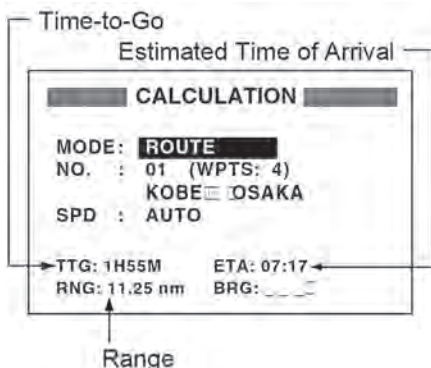 Time-to-Go
Estimated Time of Arrival
CALCULATION
MODE: ROUTE
NO. : 01 (WPTS: 4)
KOBE OSAKA
SPD : AUTO
TTG: 1H55M ETA: 07:17
RNG: 11.25 nm BRG: _ _ _
Range